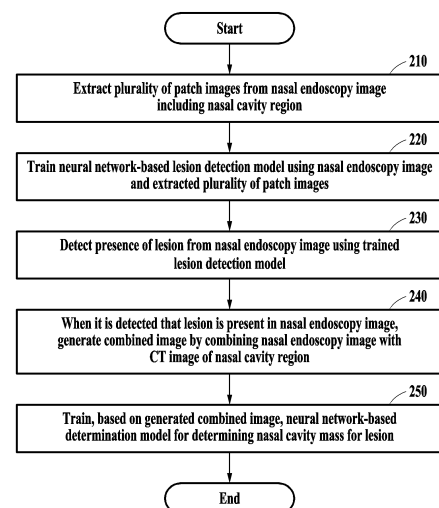 Start
210
Extract plurality of patch images from nasal endoscopy image
including nasal cavity region
220
Train neural network-based lesion detection model using nasal endoscopy image
and extracted plurality of patch images
230
Detect presence of lesion from nasal endoscopy image using trained
lesion detection model
240
When it is detected that lesion is present in nasal endoscopy image,
generate combined image by combining nasal endoscopy image with
CT image of nasal cavity region
250
Train, based on generated combined image, neural network-based
determination model for determining nasal cavity mass for lesion
End